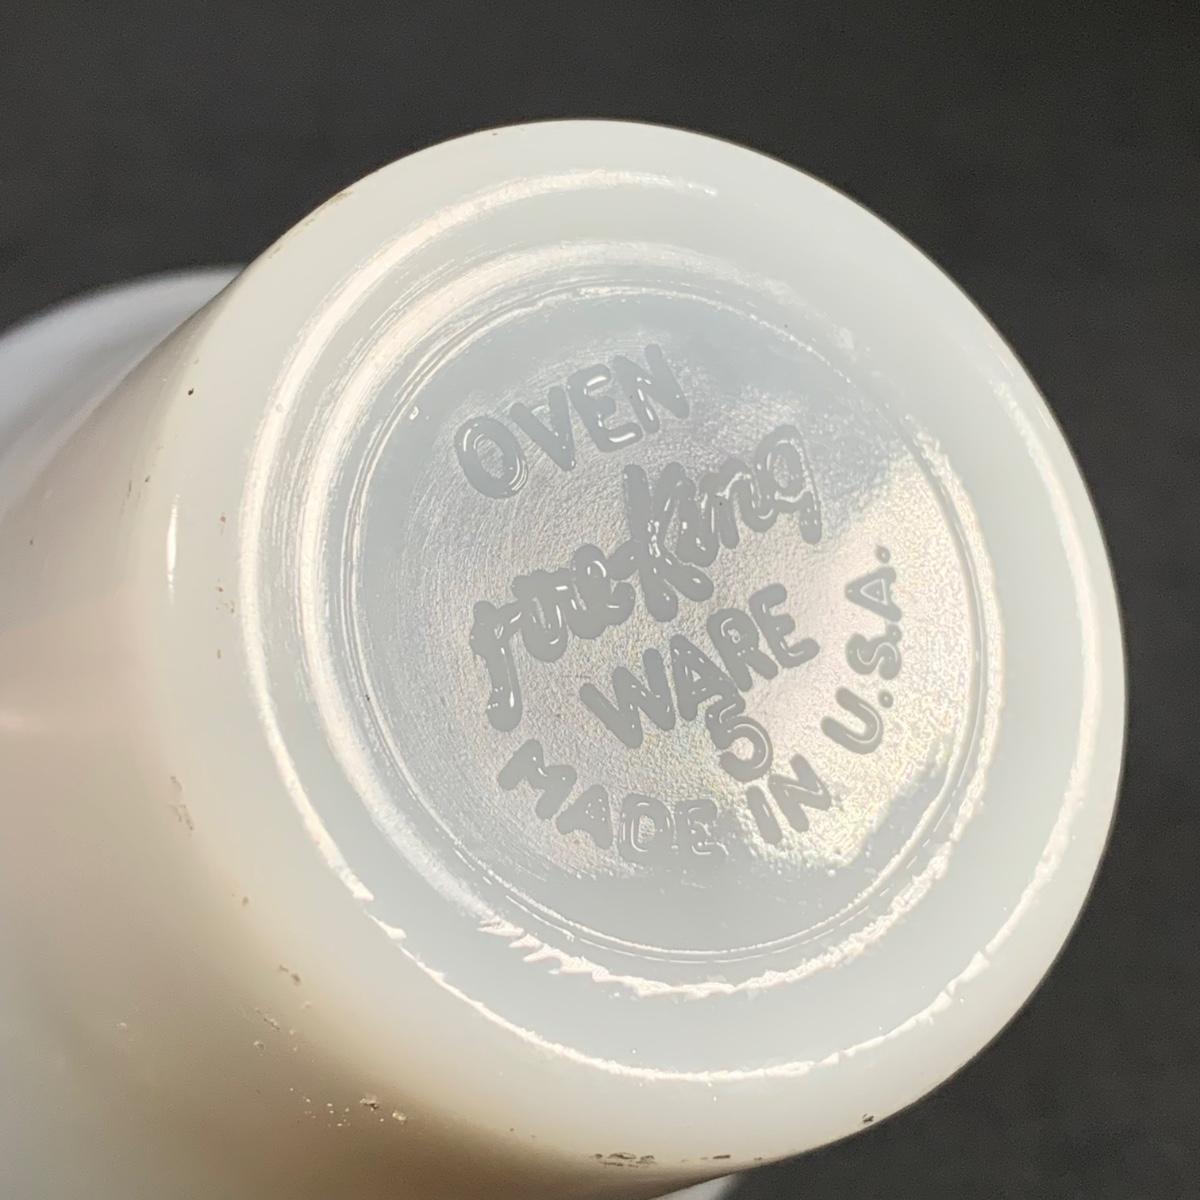 OVEN
Fire-King
WARE
5
MADE IN U.S.A.